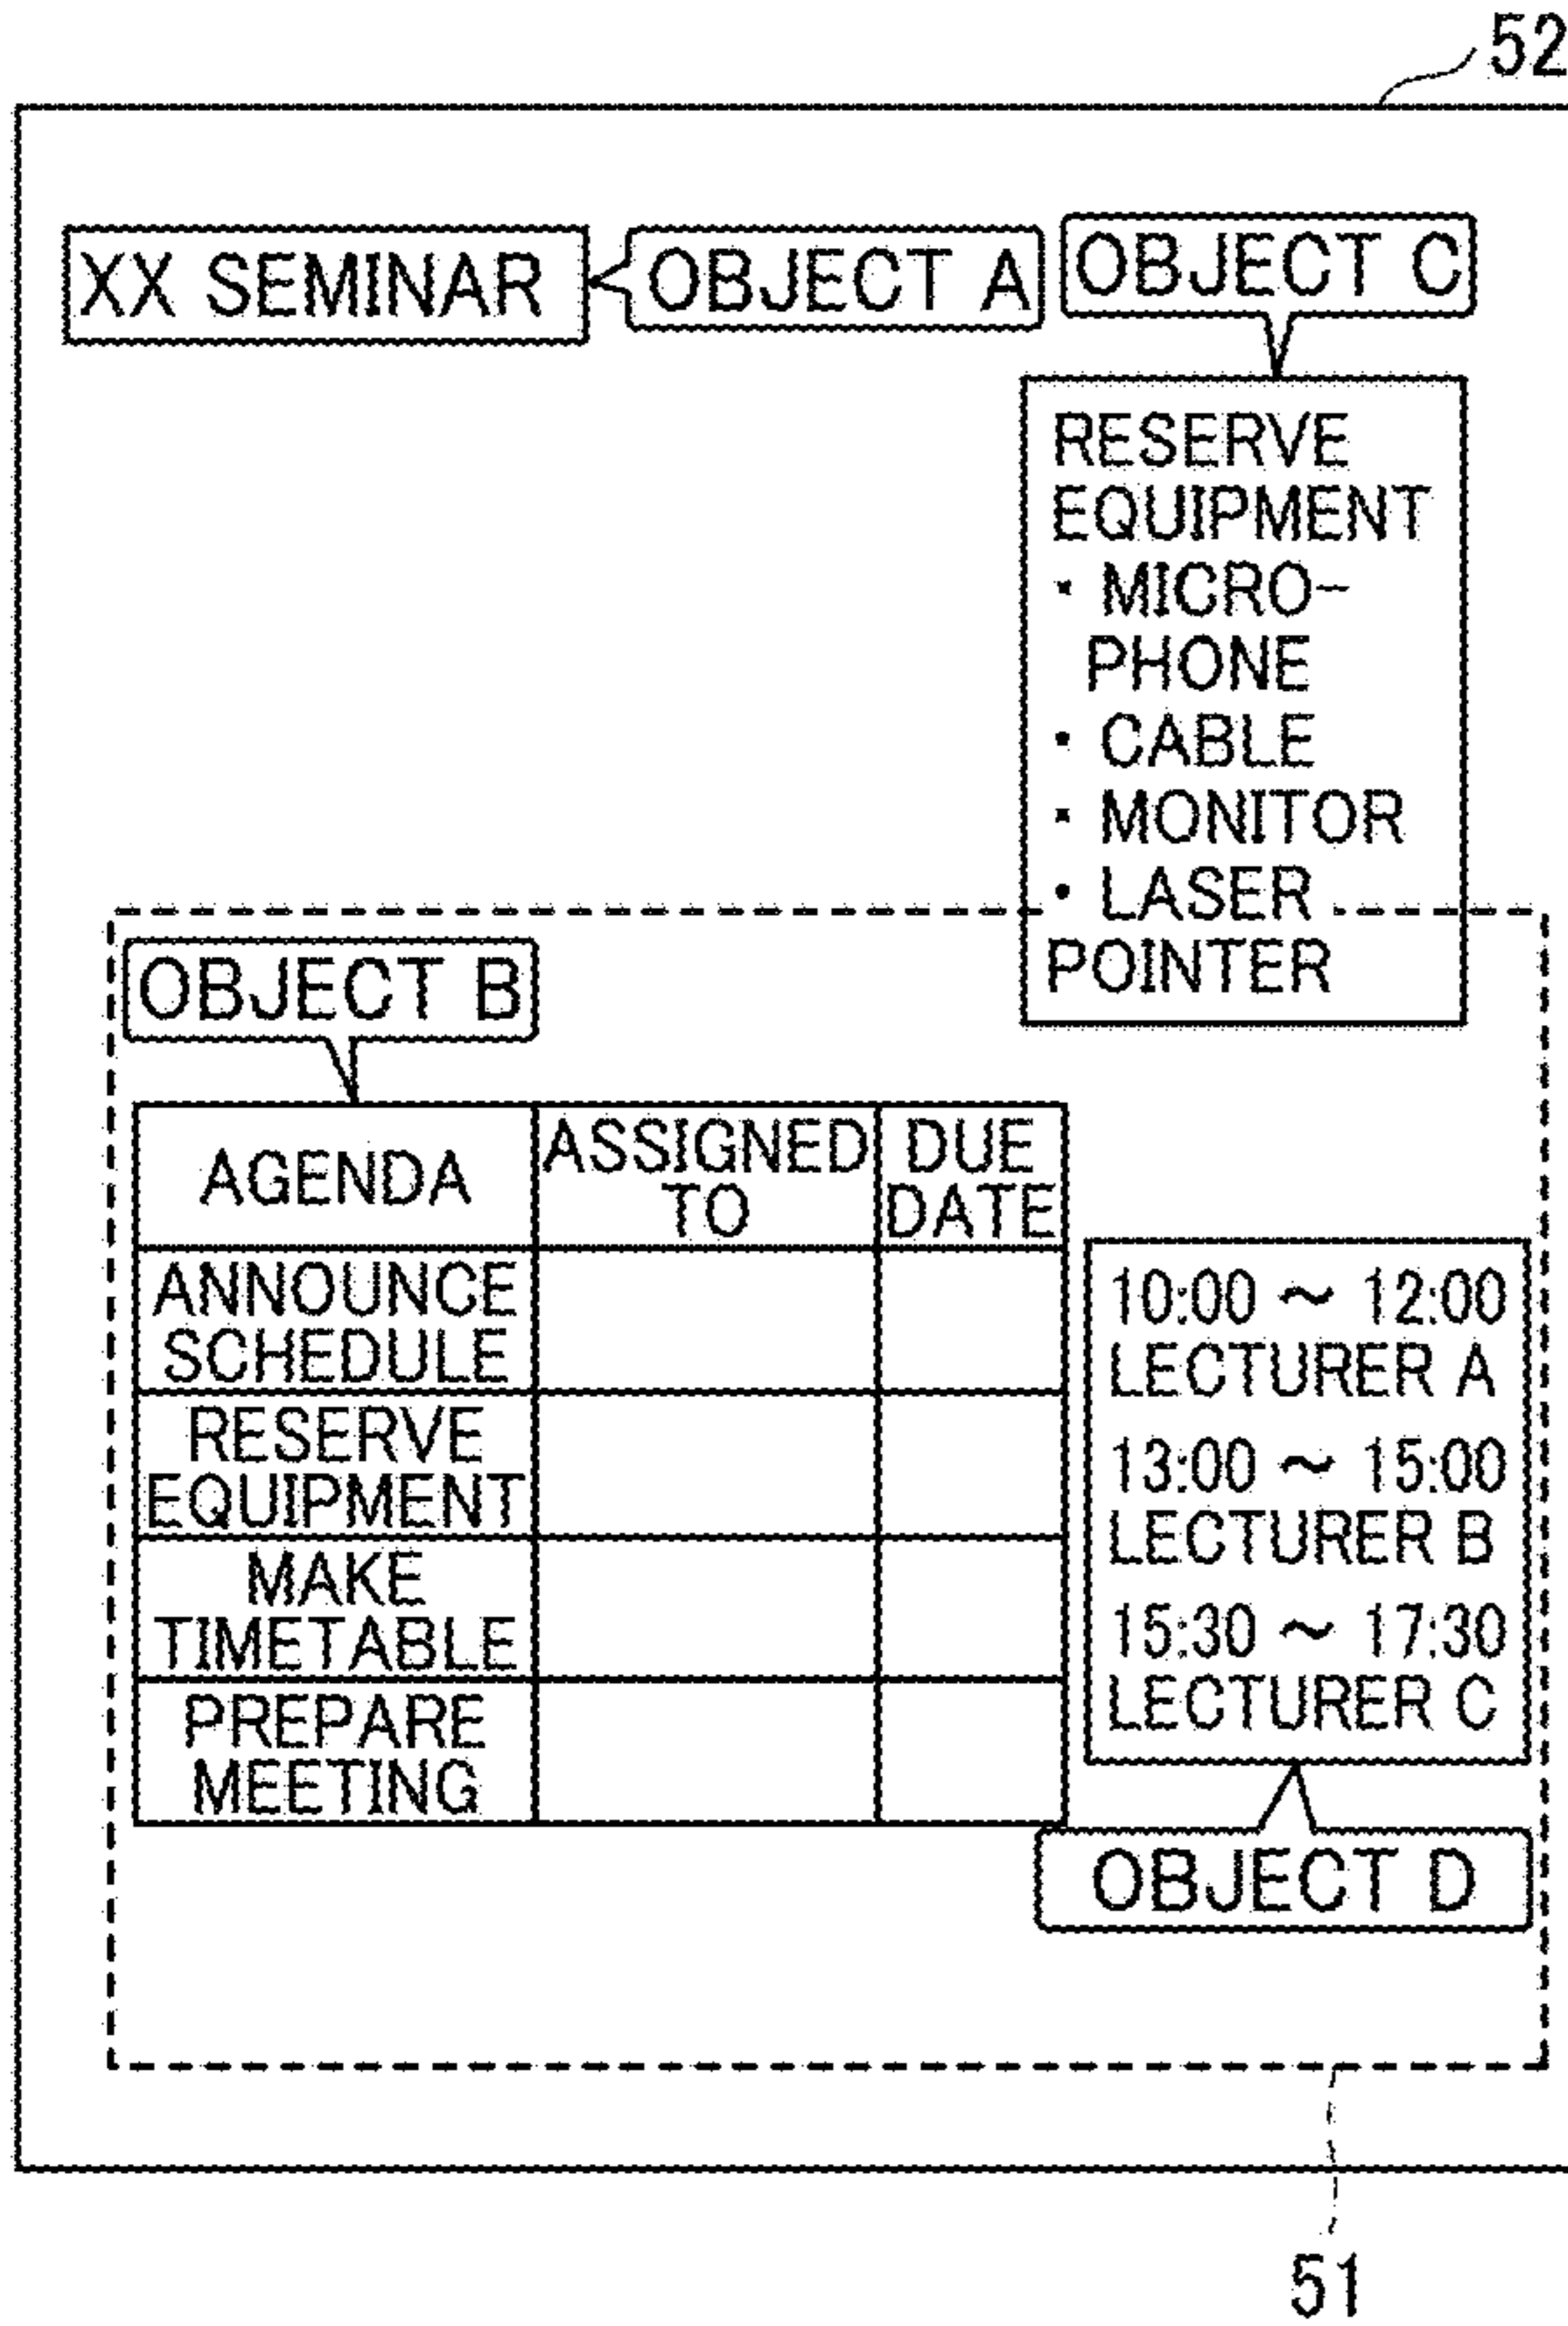 52
XX SEMINAR
OBJECT A
OBJECT C
RESERVE
EQUIPMENT
・ MICRO-
PHONE
・ CABLE
・ MONITOR
・ LASER
POINTER
OBJECT B
AGENDA
ASSIGNED
TO
DUE
DATE
ANNOUNCE
SCHEDULE
RESERVE
EQUIPMENT
MAKE
TIMETABLE
PREPARE
MEETING
10:00 ～ 12:00
LECTURER A
13:00 ～ 15:00
LECTURER B
15:30 ～ 17:30
LECTURER C
OBJECT D
51